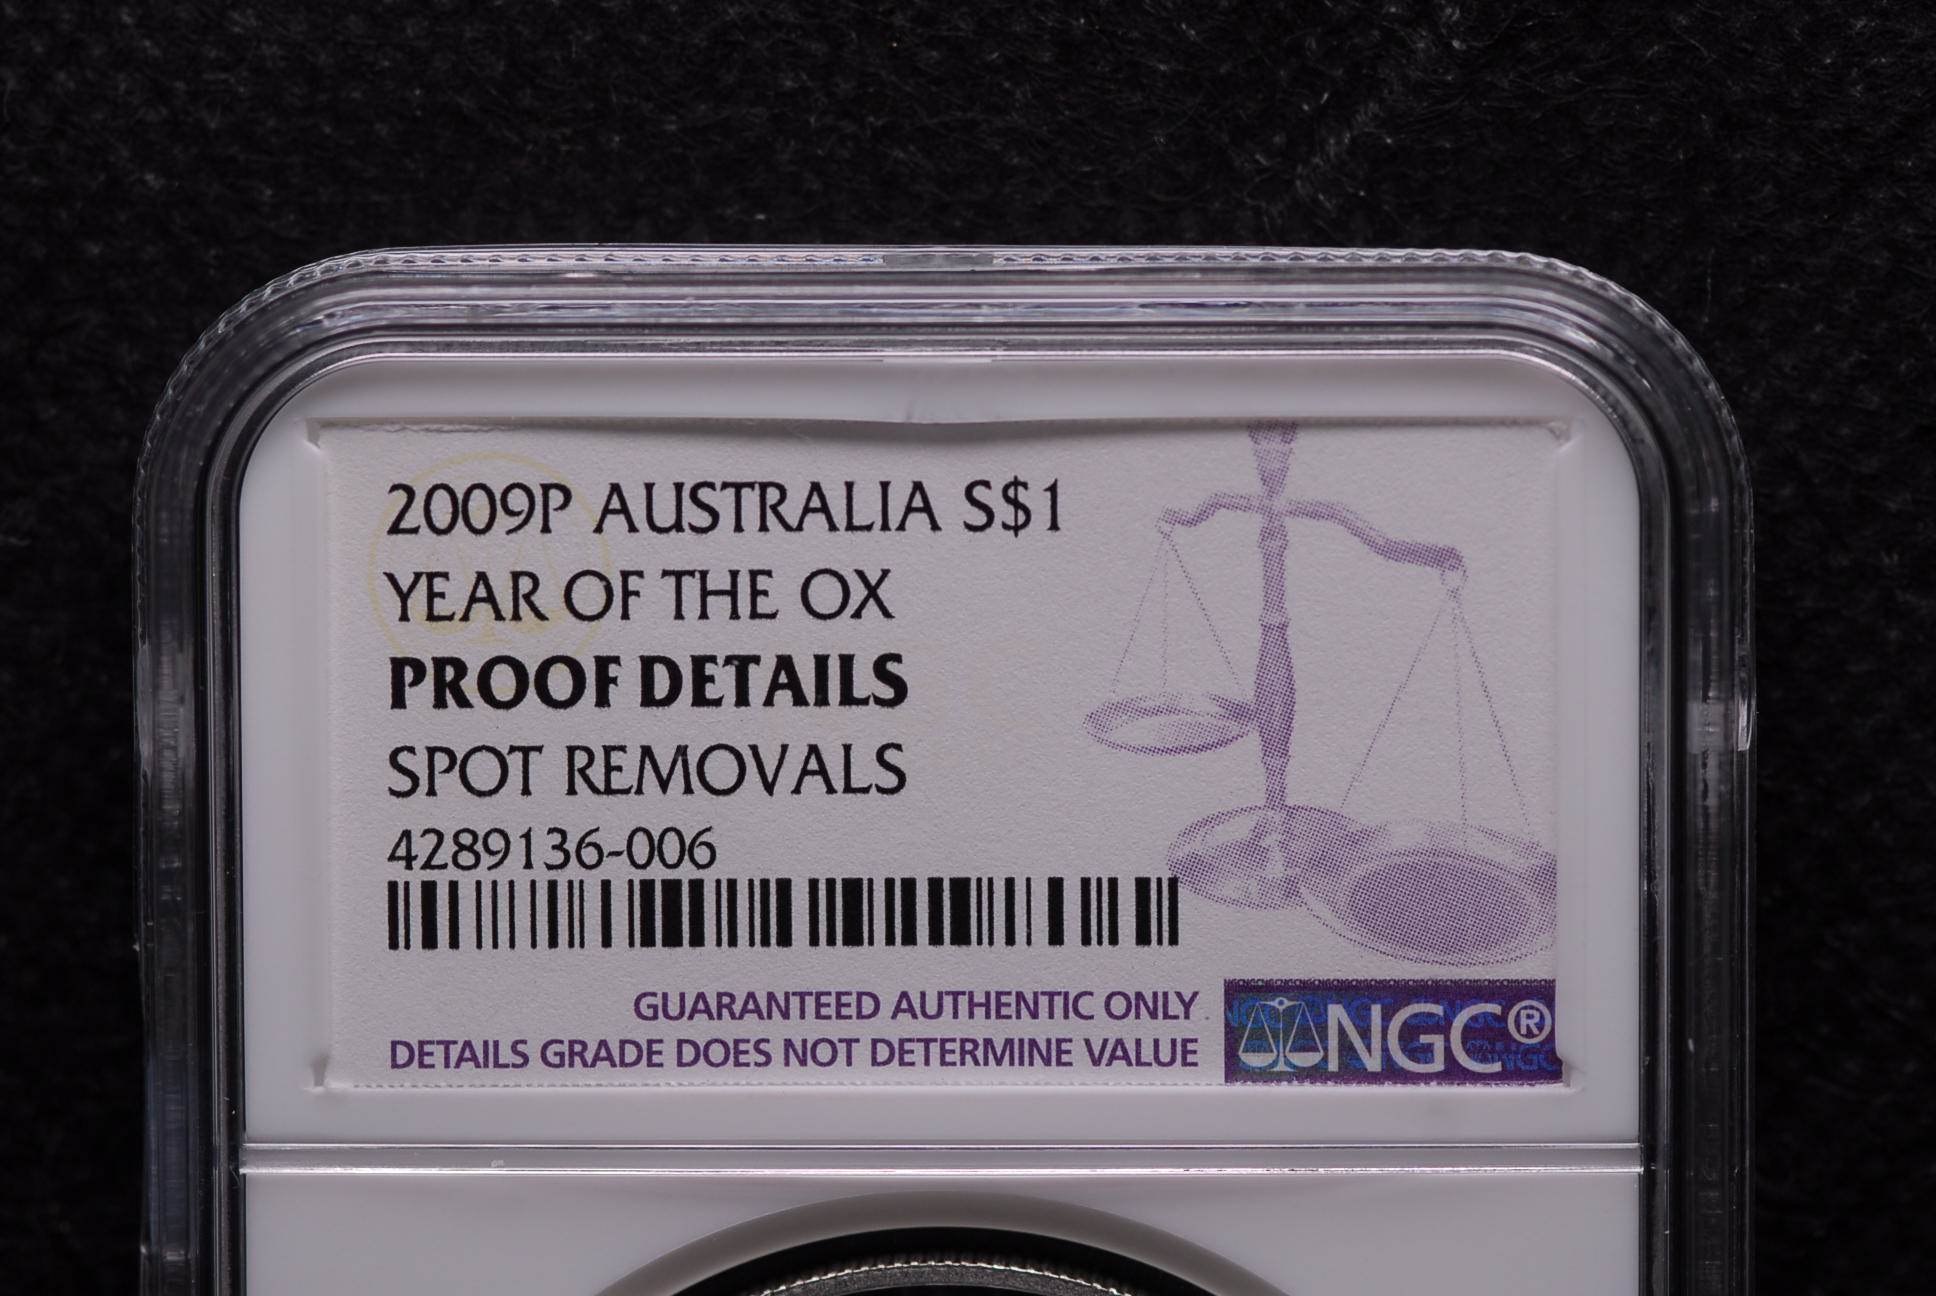 2009P AUSTRALIA S$1
YEAR OF THE OX
PROOF DETAILS
SPOT REMOVALS
4289136-006
GUARANTEED AUTHENTIC ONLY
DETAILS GRADE DOES NOT DETERMINE VALUE
NGC®